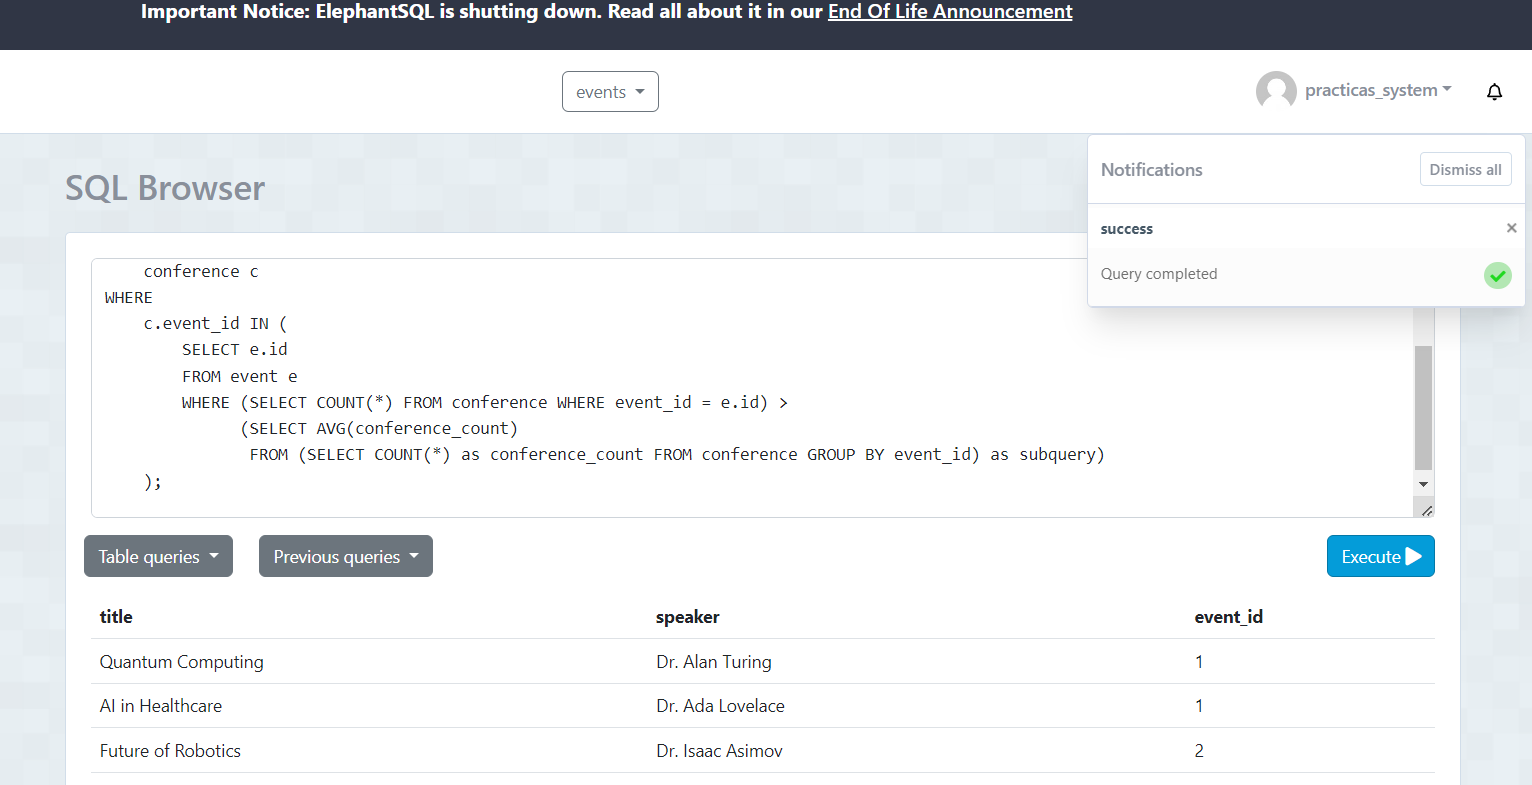 Important Notice: ElephantSQL is shutting down. Read all about it in our End Of Life Announcement
events
practicas_system
Notifications
Dismiss all
success
×
Query completed
SQL Browser
conference c
WHERE
c.event_id IN (
SELECT e.id
FROM event e
WHERE (SELECT COUNT(*) FROM conference WHERE event_id = e.id) >
(SELECT AVG(conference_count)
FROM (SELECT COUNT(*) as conference_count FROM conference GROUP BY event_id) as subquery)
);
Table queries
Previous queries
Execute
title speaker event_id
Quantum Computing Dr. Alan Turing 1
AI in Healthcare Dr. Ada Lovelace 1
Future of Robotics Dr. Isaac Asimov 2